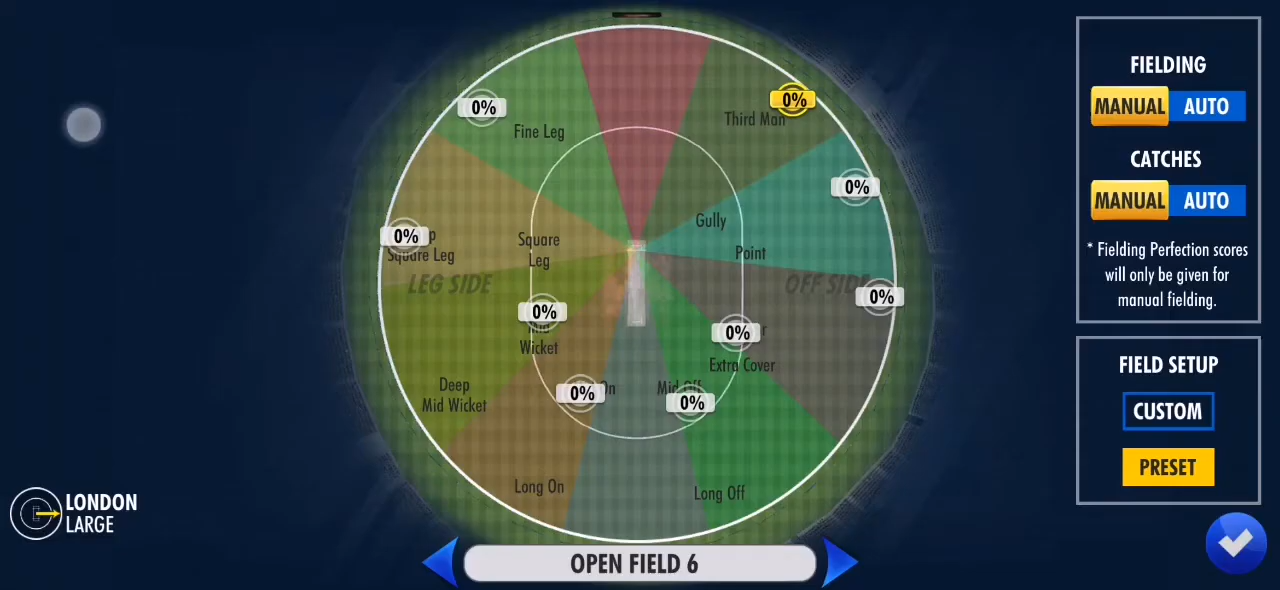 FIELDING
MANUAL AUTO
CATCHES
MANUAL AUTO
* Fielding Perfection scores
will only be given for
manual fielding.
FIELD SETUP
CUSTOM
PRESET
0%
0%
Third Man
Fine Leg
0%
Gully
0%
Square Leg
Square
Leg
Point
LEG SIDE
OFF SIDE
0%
0%
0%
Mid
Wicket
Extra Cover
Deep
Mid Wicket
0%
On
Mid Off
0%
Long On
Long Off
LONDON
LARGE
OPEN FIELD 6